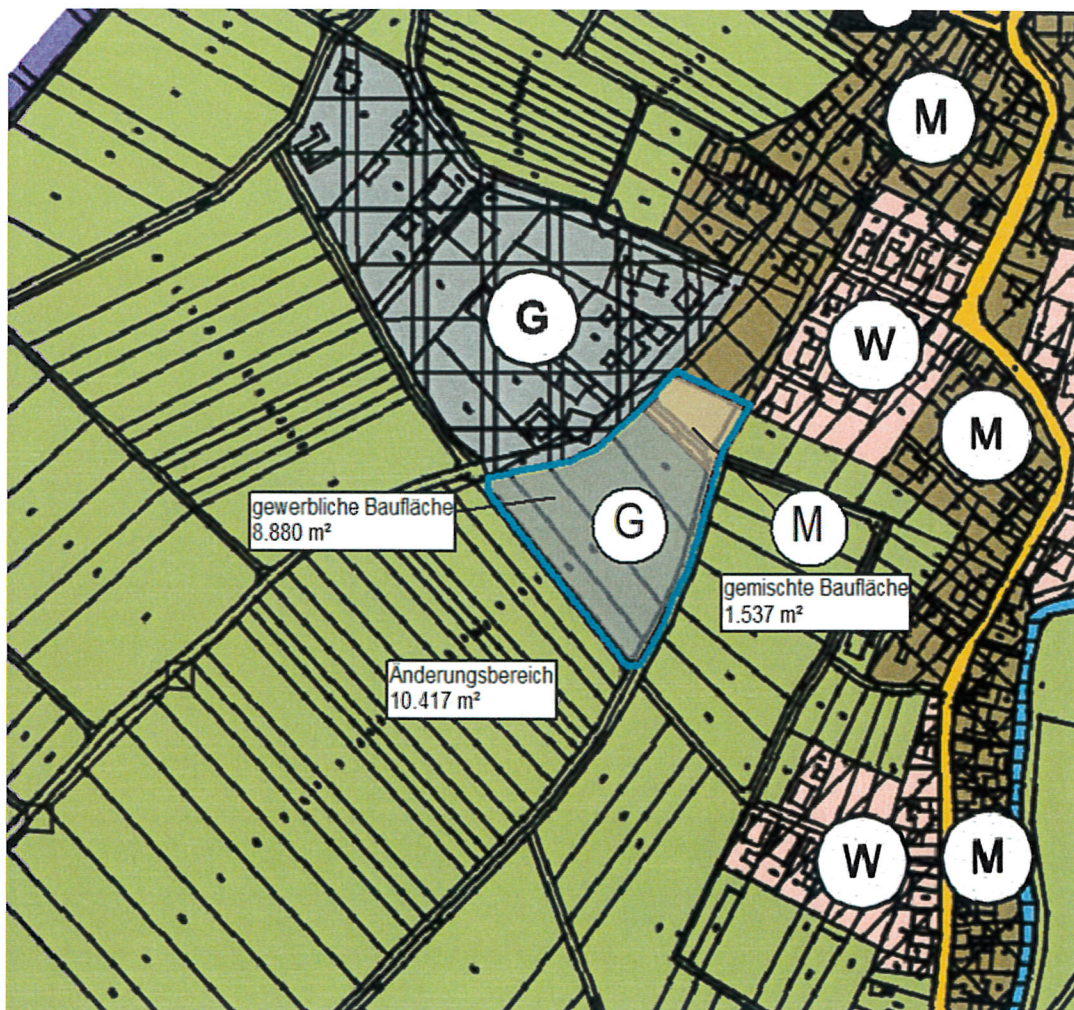 M
G
W
M
gewerbliche Baufläche
8.880 m²
G
M
gemischte Baufläche
1.537 m²
Änderungsbereich
10.417 m²
W
M